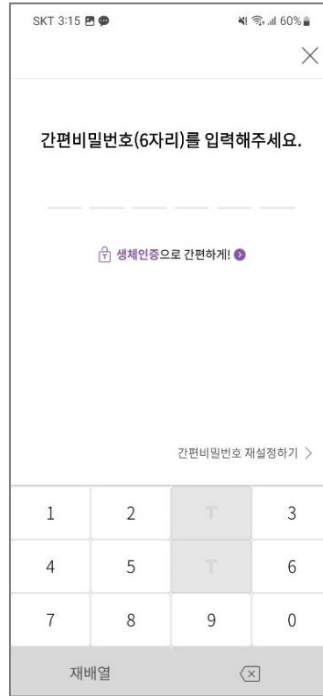 SKT 3:15 60%
간편비밀번호(6자리)를 입력해주세요.
생체인증으로 간편하게!
간편비밀번호 재설정하기 >
1 2 T 3
4 5 T 6
7 8 9 0
재배열